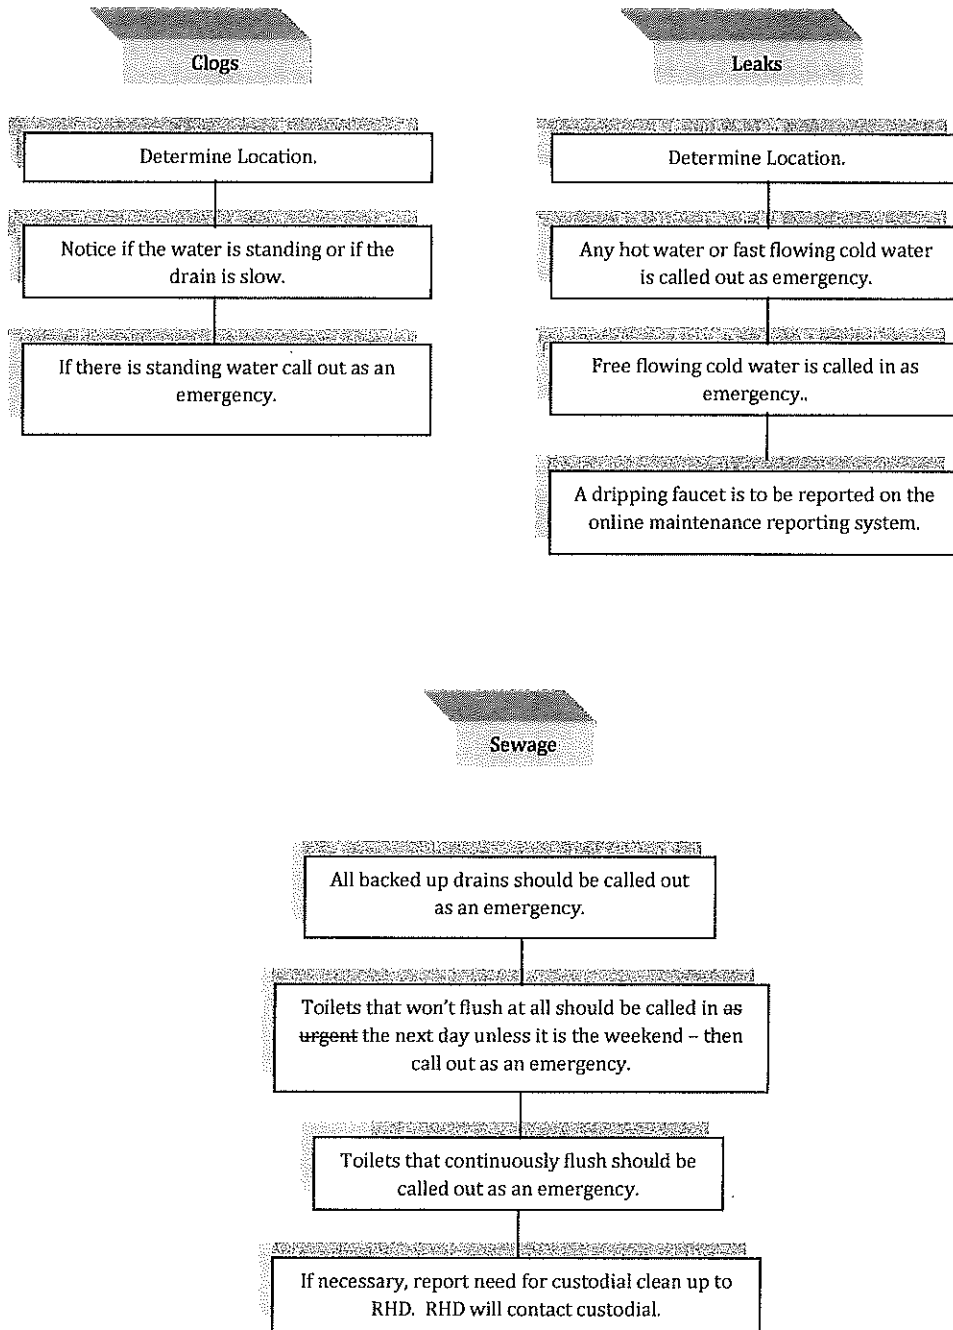 Clogs
Determine Location.
Notice if the water is standing or if the
drain is slow.
If there is standing water call out as an
emergency.
Leaks
Determine Location.
Any hot water or fast flowing cold water
is called out as emergency.
Free flowing cold water is called in as
emergency..
A dripping faucet is to be reported on the
online maintenance reporting system.
Sewage
All backed up drains should be called out
as an emergency.
Toilets that won't flush at all should be called in as
urgent the next day unless it is the weekend – then
call out as an emergency.
Toilets that continuously flush should be
called out as an emergency.
If necessary, report need for custodial clean up to
RHD. RHD will contact custodial.